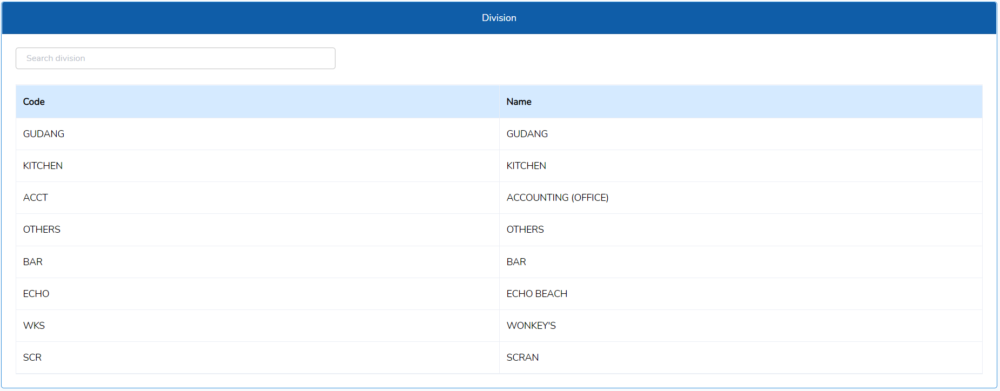 Division
Search division
Code Name
GUDANG GUDANG
KITCHEN KITCHEN
ACCT ACCOUNTING (OFFICE)
OTHERS OTHERS
BAR BAR
ECHO ECHO BEACH
WKS WONKEY'S
SCR SCRAN